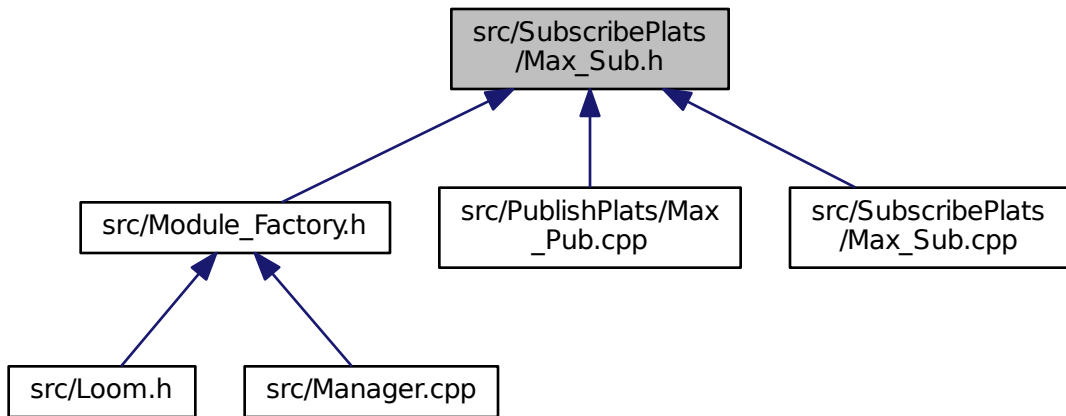 src/SubscribePlats
/Max_Sub.h
src/Module_Factory.h
src/PublishPlats/Max
_Pub.cpp
src/SubscribePlats
/Max_Sub.cpp
src/Loom.h
src/Manager.cpp